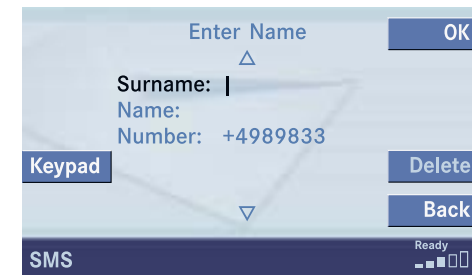 Enter Name
OK
Surname:
Name:
Number: +4989833
Keypad
Delete
Back
SMS
Ready